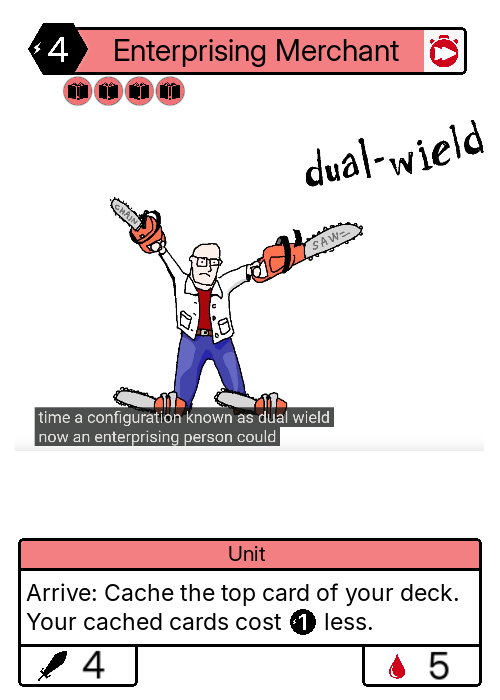 4 Enterprising Merchant
dual-wield
CHAIN
SAW=
time a configuration known as dual wield
now an enterprising person could
Unit
Arrive: Cache the top card of your deck.
Your cached cards cost 1 less.
4 5